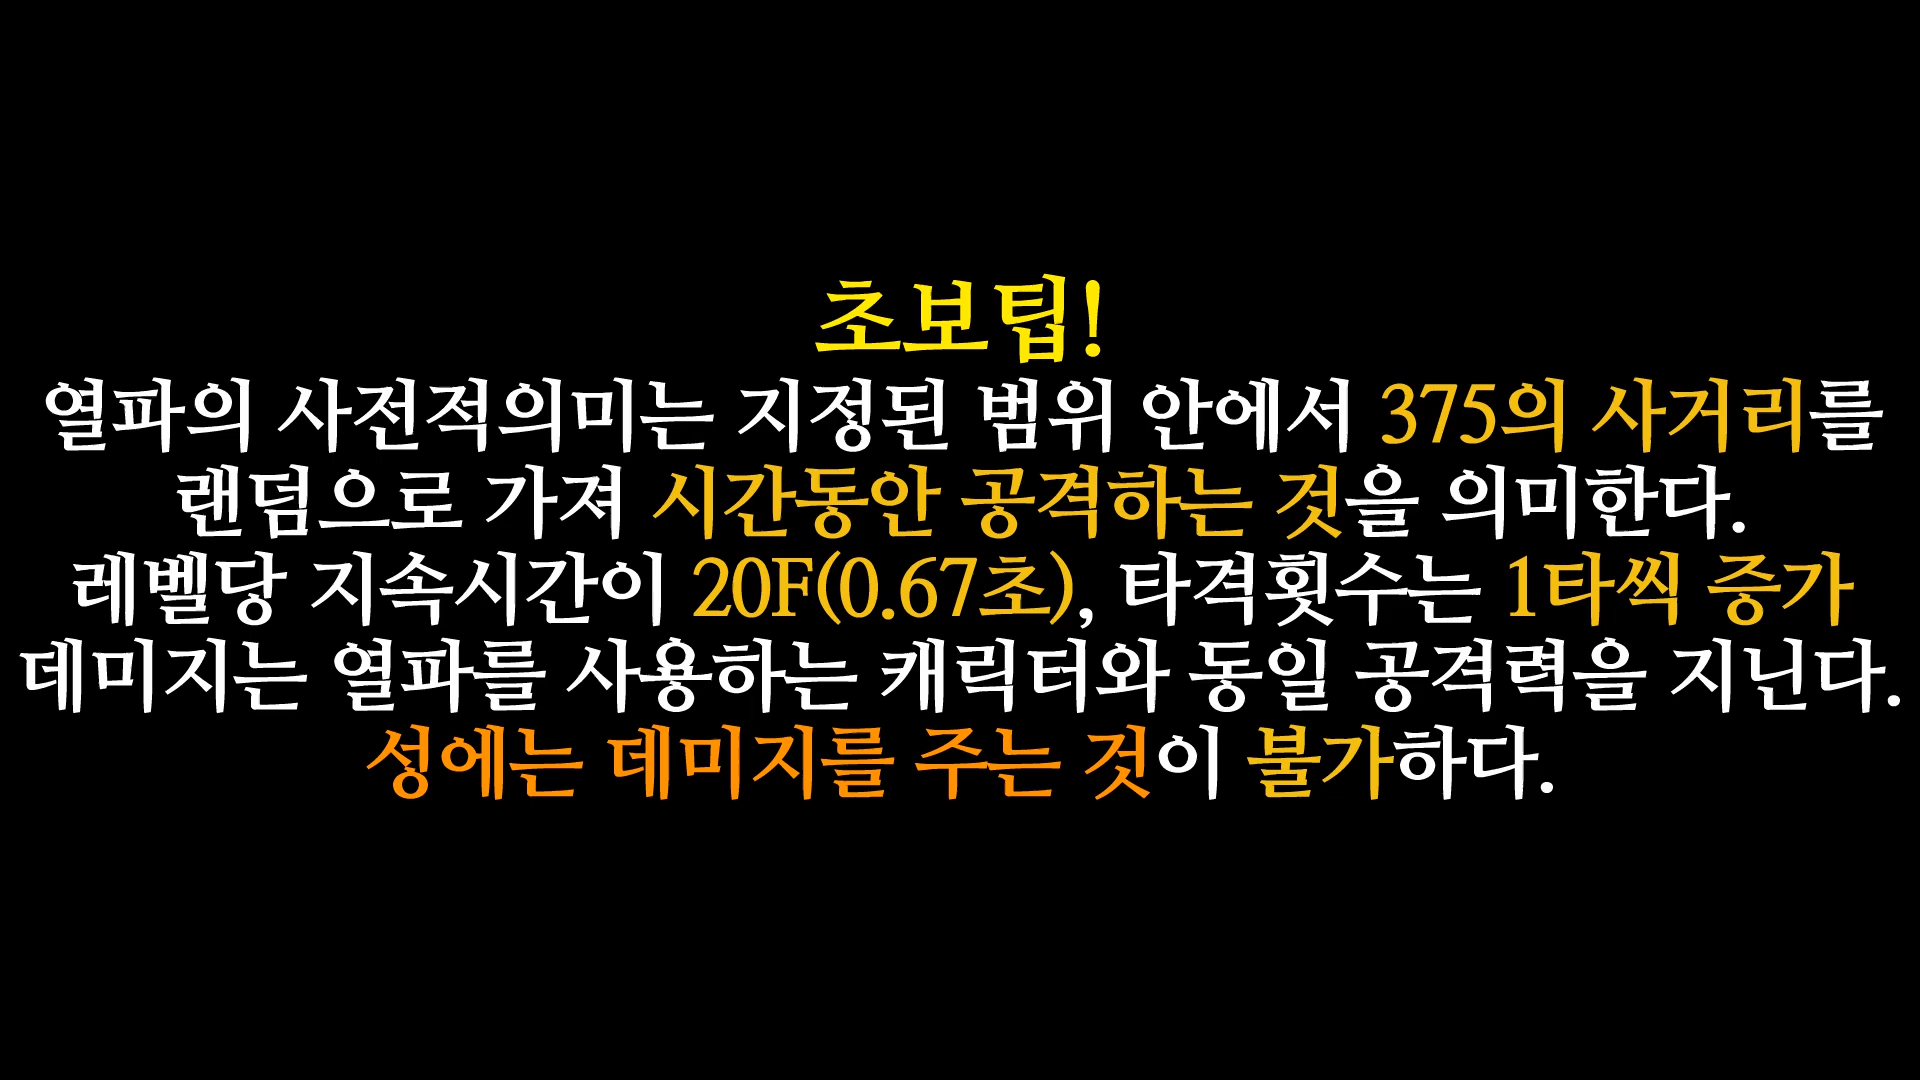 초보팁!
열파의 사전적의미는 지정된 범위 안에서 375의 사거리를
랜덤으로 가져 시간동안 공격하는 것을 의미한다.
레벨당 지속시간이 20F(0.67초), 타격횟수는 1타씩 증가
데미지는 열파를 사용하는 캐릭터와 동일 공격력을 지닌다.
성에는 데미지를 주는 것이 불가하다.